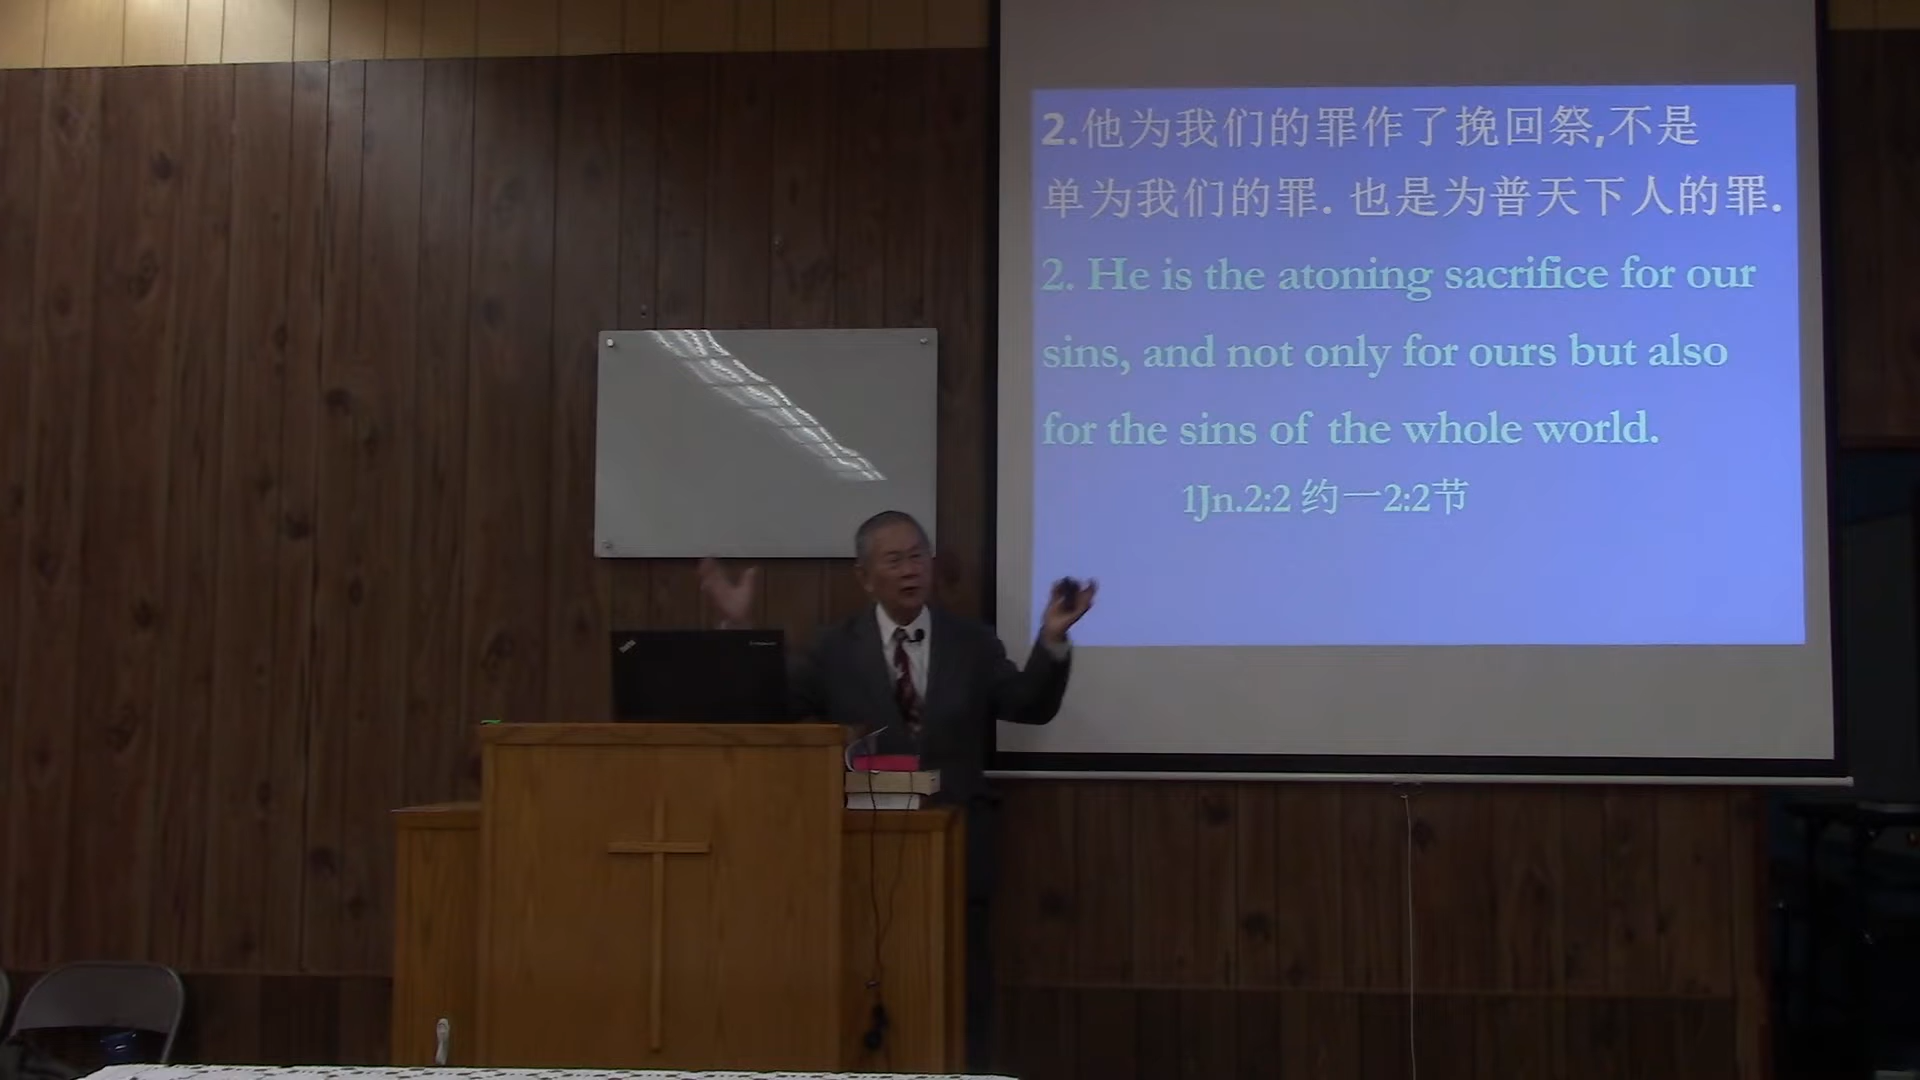 2.他为我们的罪作了挽回祭,不是
单为我们的罪. 也是为普天下人的罪.
2. He is the atoning sacrifice for our
sins, and not only for ours but also
for the sins of the whole world.
1Jn.2:2 约一2:2节